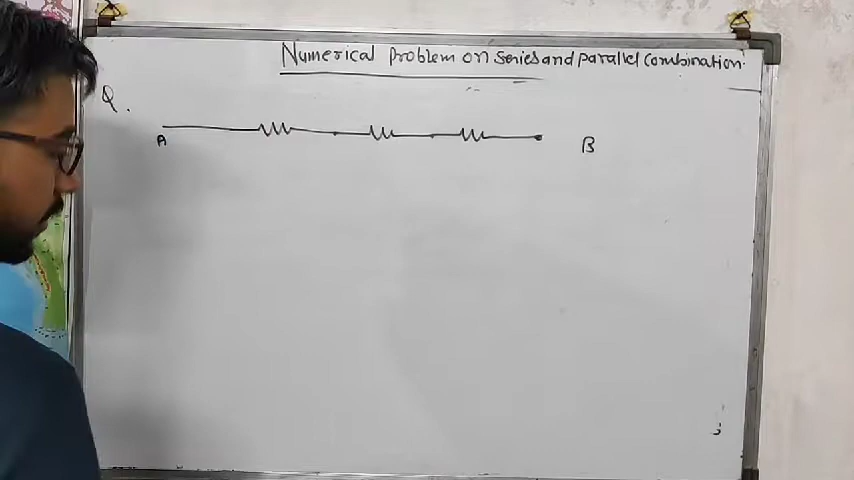 Numerical Problem on Series and parallel Combination.
Q.
A B